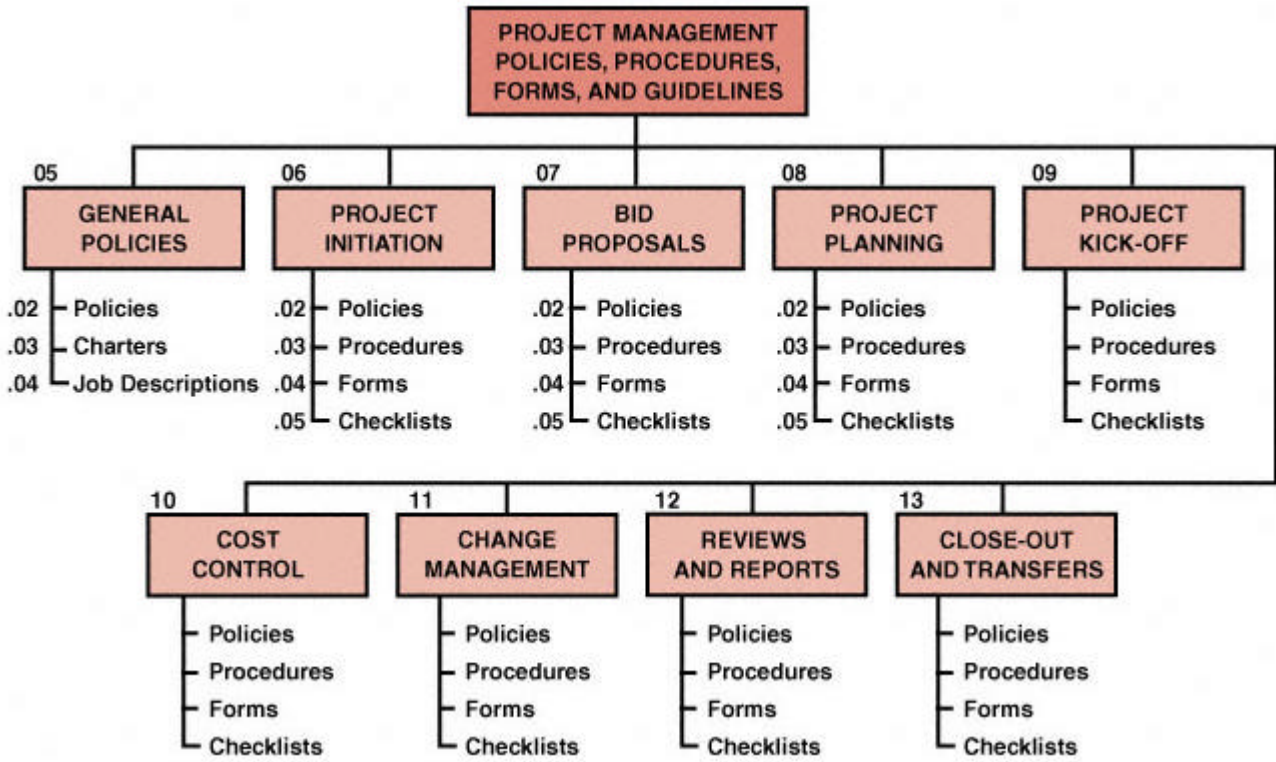 PROJECT MANAGEMENT
POLICIES, PROCEDURES,
FORMS, AND GUIDELINES
05
GENERAL
POLICIES
.02 Policies
.03 Charters
.04 Job Descriptions
06
PROJECT
INITIATION
.02 Policies
.03 Procedures
.04 Forms
.05 Checklists
07
BID
PROPOSALS
.02 Policies
.03 Procedures
.04 Forms
.05 Checklists
08
PROJECT
PLANNING
.02 Policies
.03 Procedures
.04 Forms
.05 Checklists
09
PROJECT
KICK-OFF
Policies
Procedures
Forms
Checklists
10
COST
CONTROL
Policies
Procedures
Forms
Checklists
11
CHANGE
MANAGEMENT
Policies
Procedures
Forms
Checklists
12
REVIEWS
AND REPORTS
Policies
Procedures
Forms
Checklists
13
CLOSE-OUT
AND TRANSFERS
Policies
Procedures
Forms
Checklists